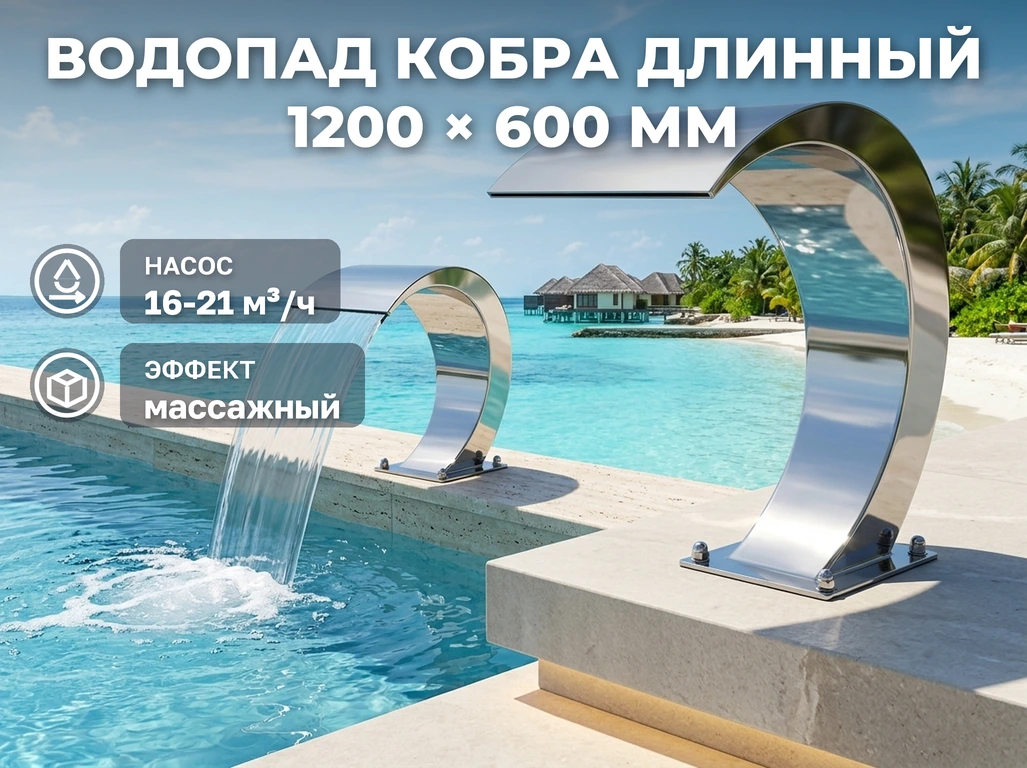 ВОДОПАД КОБРА ДЛИННЫЙ
1200 × 600 ММ
НАСОС
16-21 м³/ч
ЭФФЕКТ
массажный